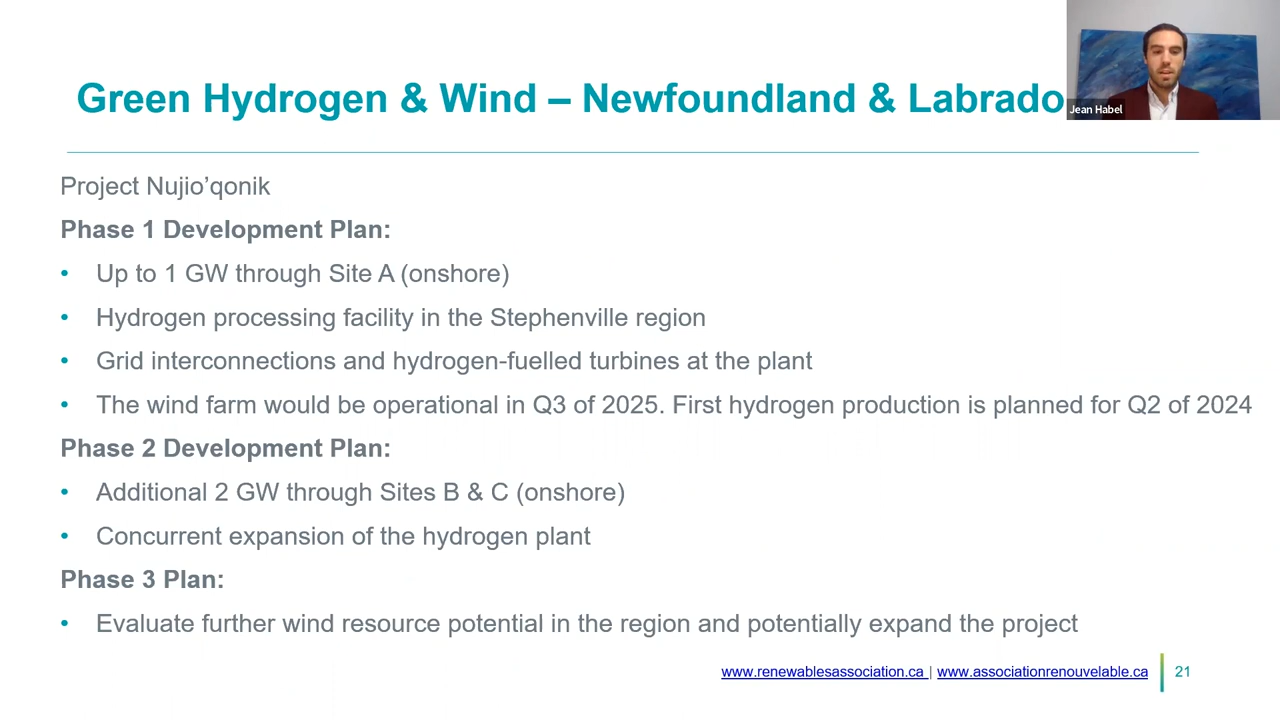 Green Hydrogen & Wind – Newfoundland & Labrado
Jean Habel
Project Nujio’qonik
Phase 1 Development Plan:
• Up to 1 GW through Site A (onshore)
• Hydrogen processing facility in the Stephenville region
• Grid interconnections and hydrogen-fuelled turbines at the plant
• The wind farm would be operational in Q3 of 2025. First hydrogen production is planned for Q2 of 2024
Phase 2 Development Plan:
• Additional 2 GW through Sites B & C (onshore)
• Concurrent expansion of the hydrogen plant
Phase 3 Plan:
• Evaluate further wind resource potential in the region and potentially expand the project
www.renewablesassociation.ca | www.associationrenouvelable.ca 21